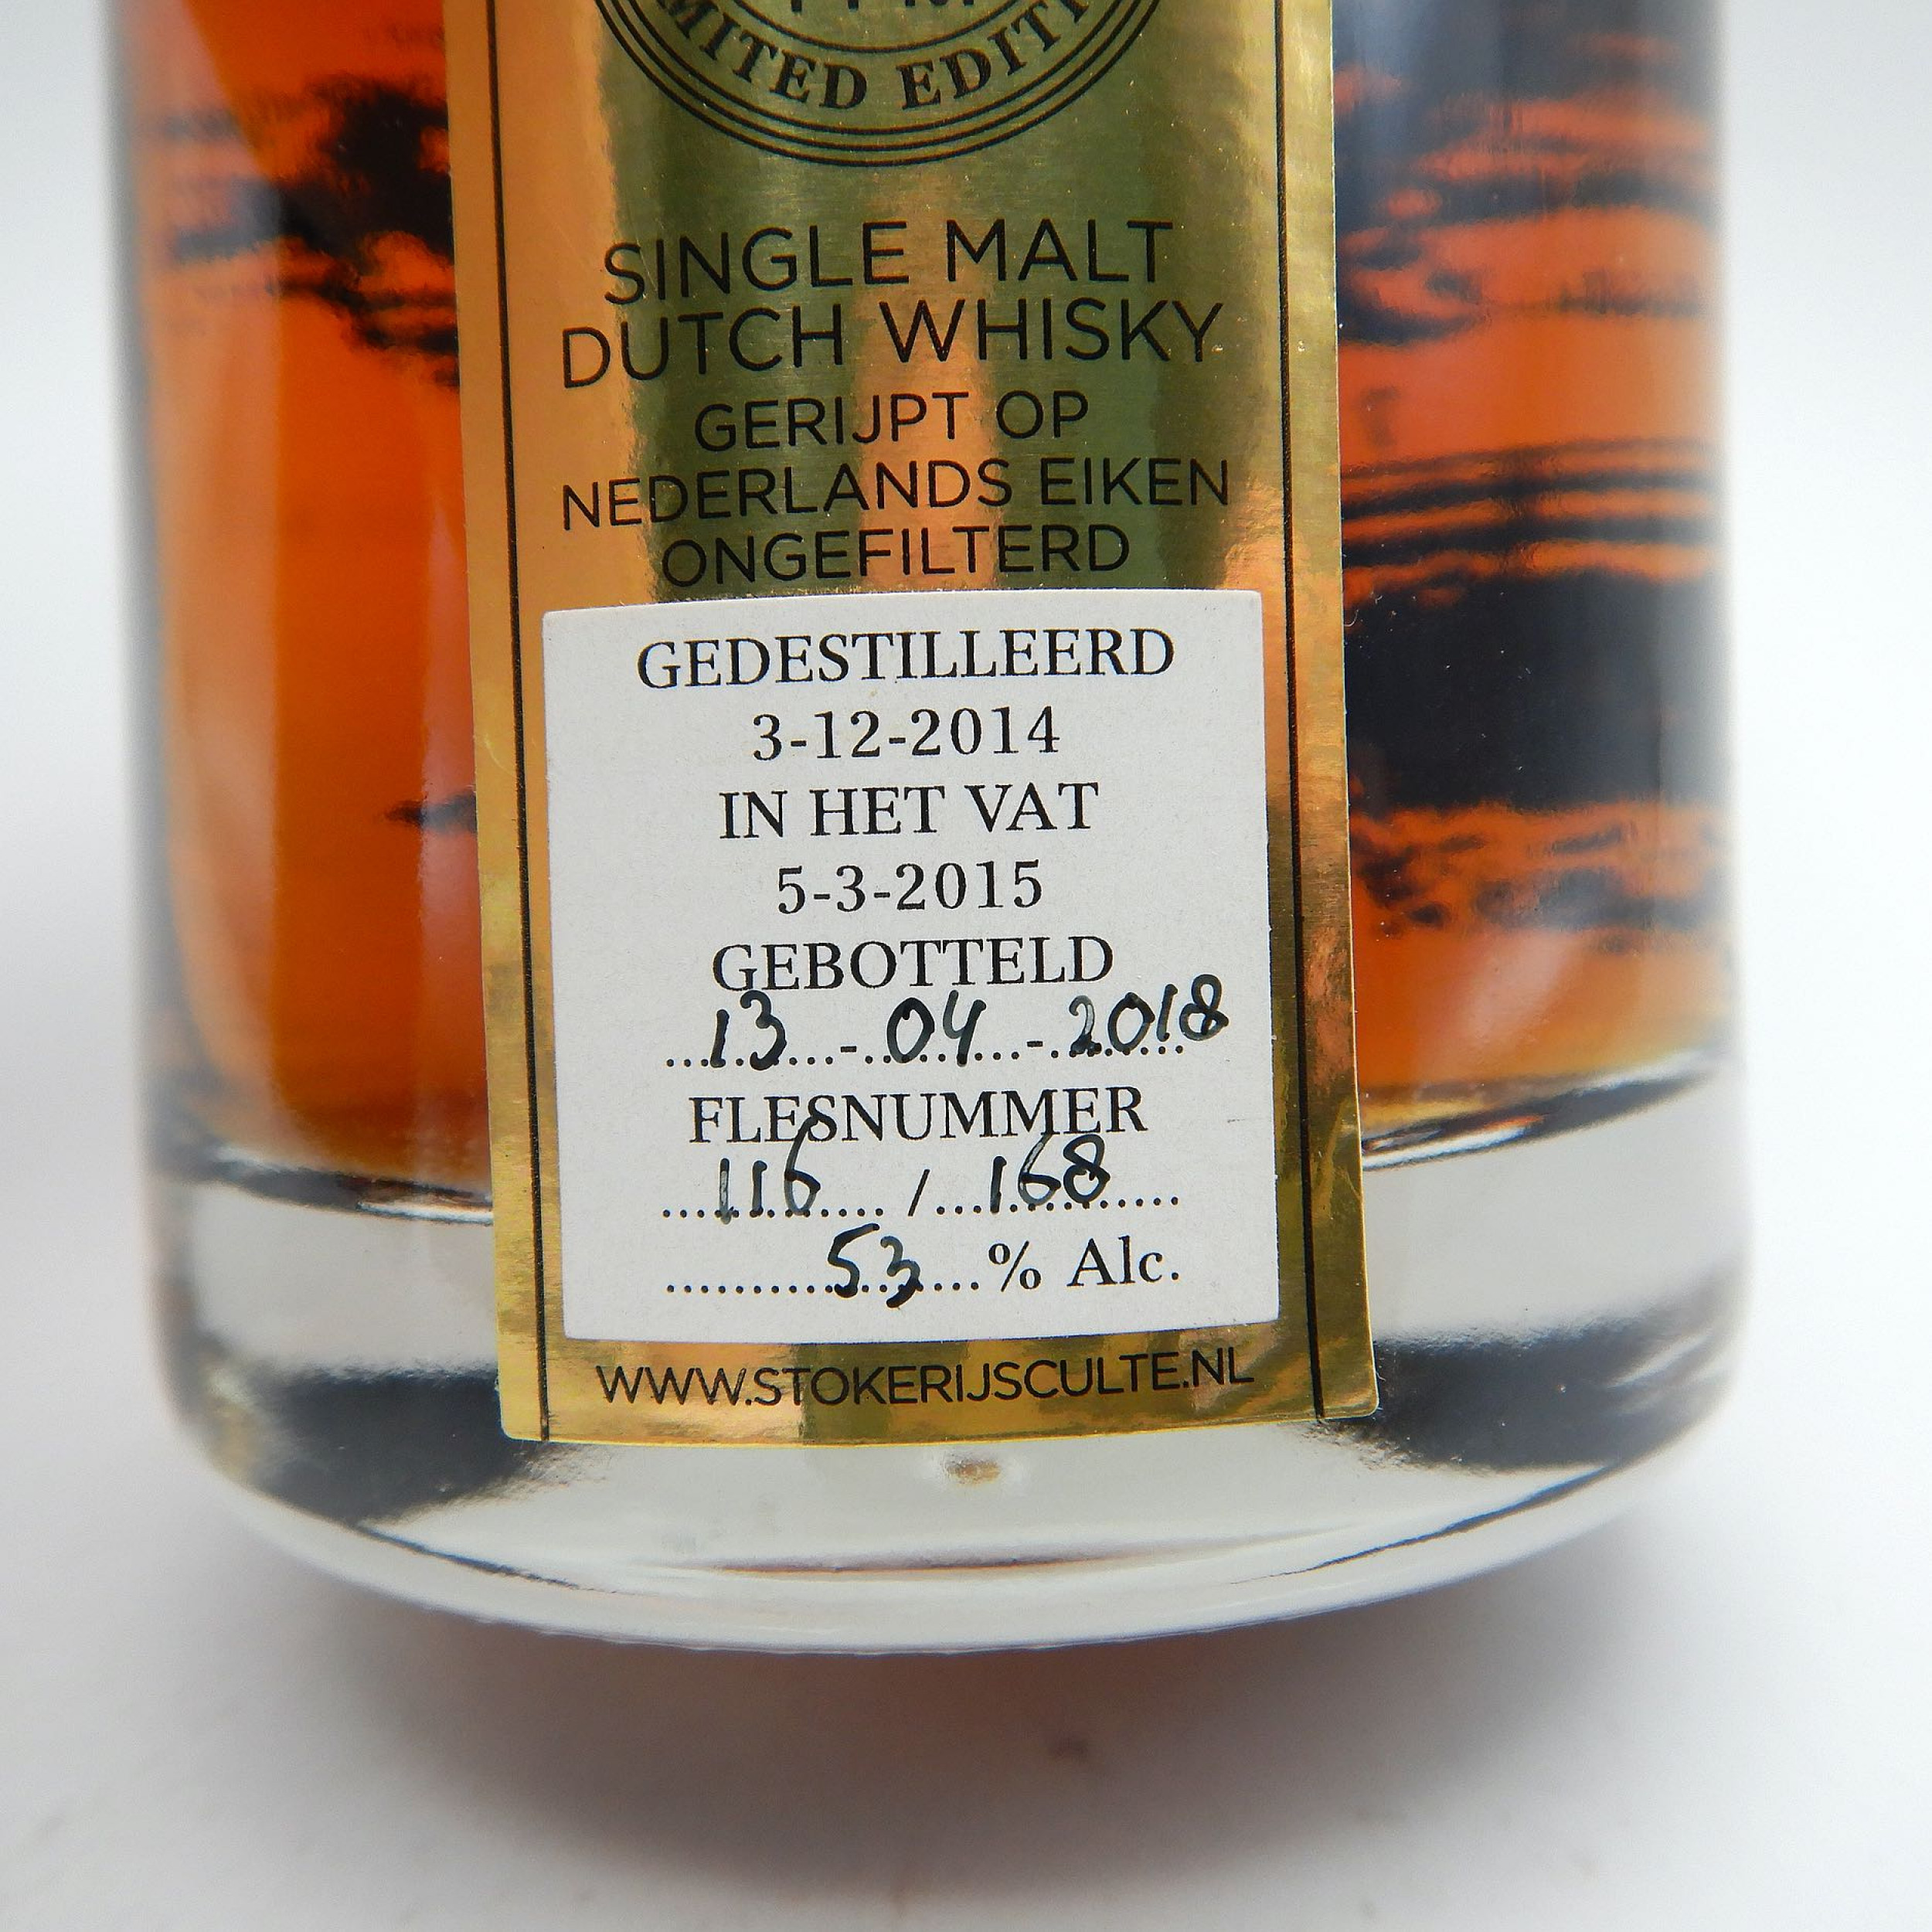 LIMITED EDITION
SINGLE MALT
DUTCH WHISKY
GERIJPT OP
NEDERLANDS EIKEN
ONGEFILTERD
GEDESTILLEERD
3-12-2014
IN HET VAT
5-3-2015
GEBOTTELD
...13...-..04...-..2018
FLESNUMMER
...116.... /...168......
.........53...% Alc.
WWW.STOKERIJSCULTE.NL